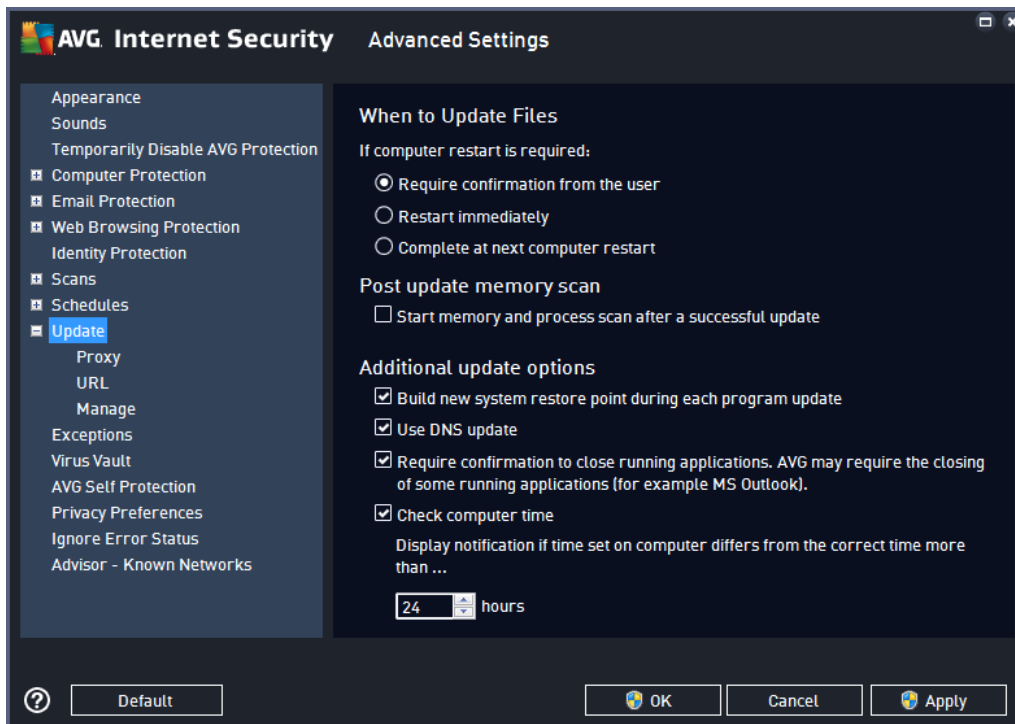 AVG Internet Security Advanced Settings
Appearance
Sounds
Temporarily Disable AVG Protection
Computer Protection
Email Protection
Web Browsing Protection
Identity Protection
Scans
Schedules
Update
Proxy
URL
Manage
Exceptions
Virus Vault
AVG Self Protection
Privacy Preferences
Ignore Error Status
Advisor - Known Networks
When to Update Files
If computer restart is required:
Require confirmation from the user
Restart immediately
Complete at next computer restart
Post update memory scan
Start memory and process scan after a successful update
Additional update options
Build new system restore point during each program update
Use DNS update
Require confirmation to close running applications. AVG may require the closing
of some running applications (for example MS Outlook).
Check computer time
Display notification if time set on computer differs from the correct time more
than ...
24 hours
? Default OK Cancel Apply